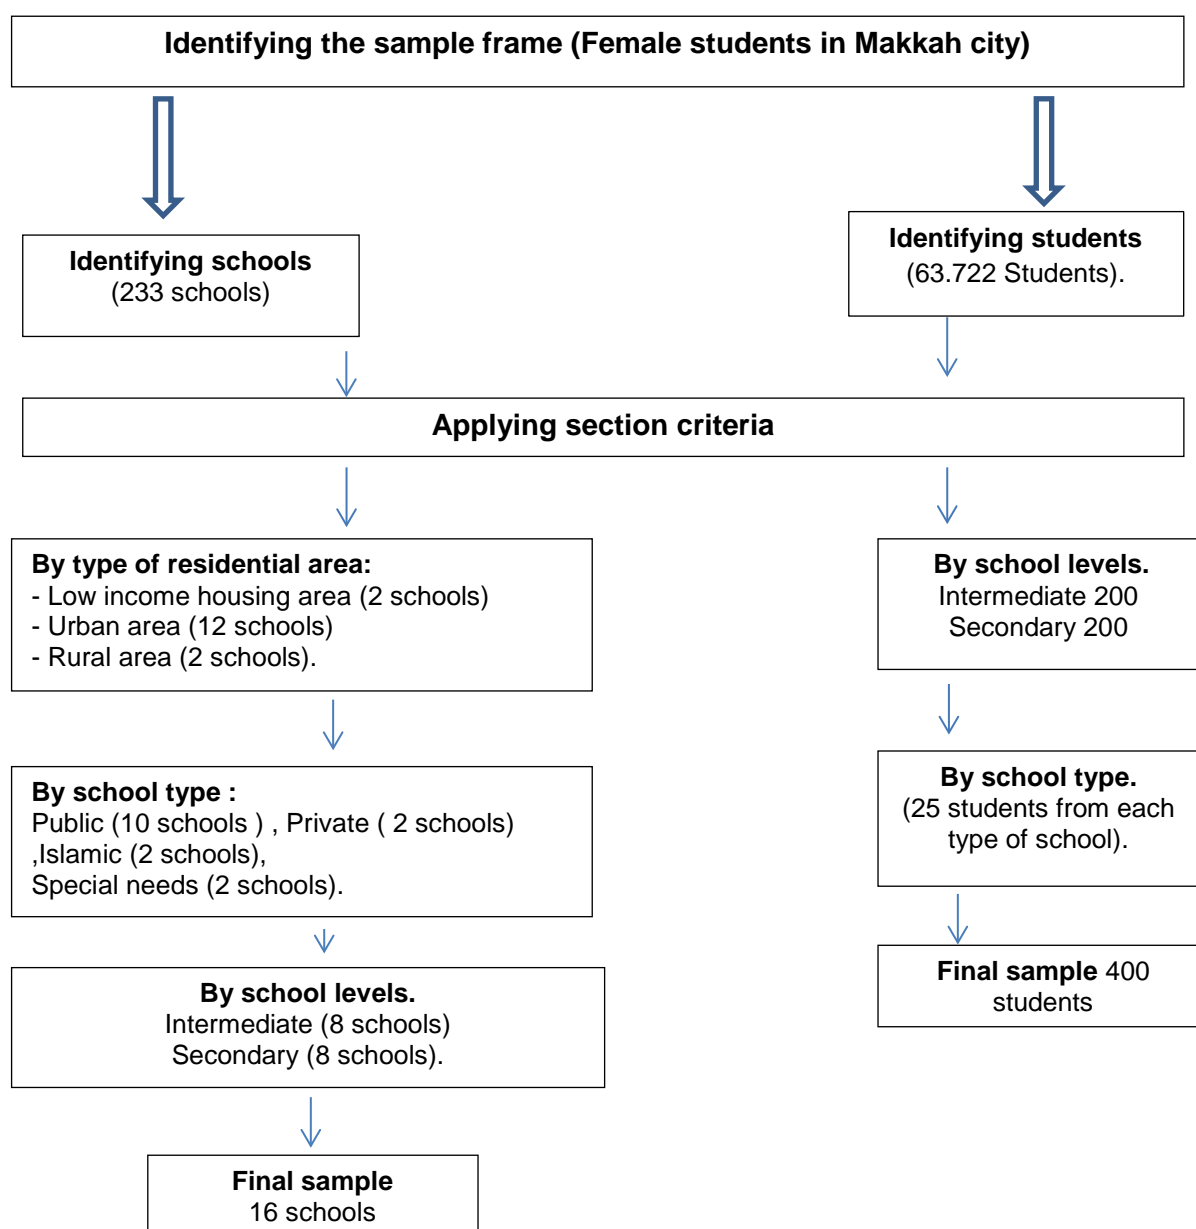 Identifying the sample frame (Female students in Makkah city)
Identifying schools
(233 schools)
Identifying students
(63.722 Students).
Applying section criteria
By type of residential area:
- Low income housing area (2 schools)
- Urban area (12 schools)
- Rural area (2 schools).
By school type :
Public (10 schools ) , Private ( 2 schools)
,Islamic (2 schools),
Special needs (2 schools).
By school levels.
Intermediate (8 schools)
Secondary (8 schools).
Final sample
16 schools
By school levels.
Intermediate 200
Secondary 200
By school type.
(25 students from each
type of school).
Final sample 400
students